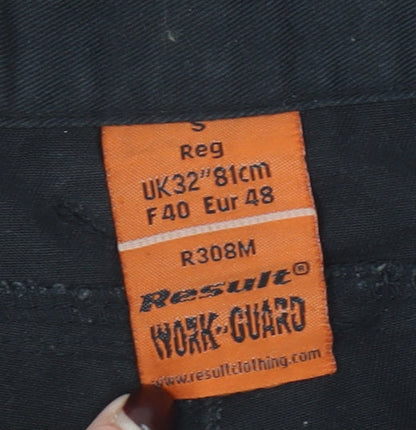 S
Reg
UK32"81cm
F40 Eur 48
R308M
Result®
WORK-GUARD
www.resultclothing.com